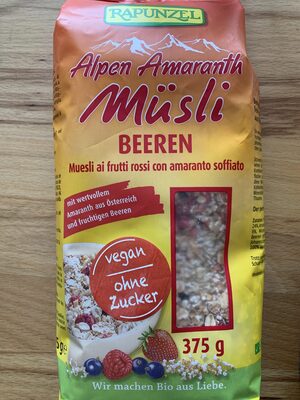 RAPUNZEL
Alpen Amaranth
Müsli
BEEREN
Muesli ai frutti rossi con amaranto soffiato
mit wertvollem
Amaranth aus Österreich
und fruchtigen Beeren
vegan
ohne
Zucker
375 g
Wir machen Bio aus Liebe.